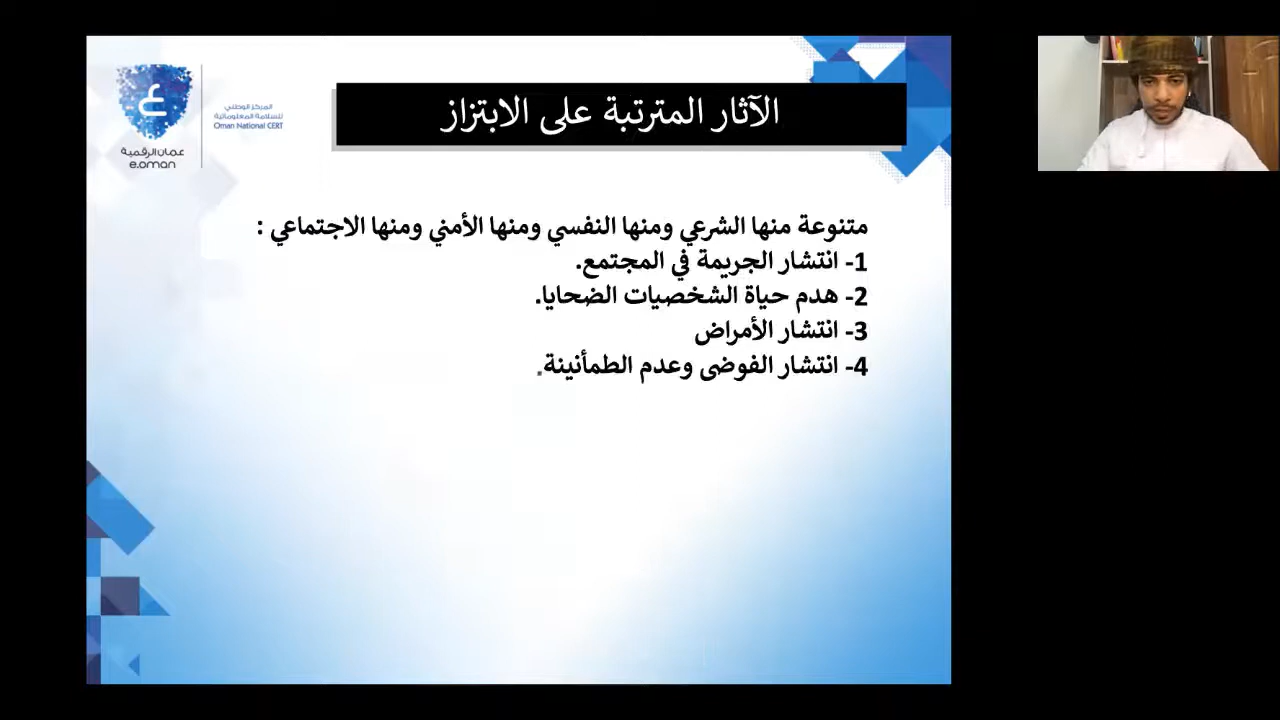 الآثار المترتبة على الابتزاز
ع
المركز الوطني
للسلامة المعلوماتية
Oman National CERT
عمان الرقمية
e.oman
متنوعة منها الشرعي ومنها النفسي ومنها الأمني ومنها الاجتماعي :
1- انتشار الجريمة في المجتمع.
2- هدم حياة الشخصيات الضحايا.
3- انتشار الأمراض
4- انتشار الفوضى وعدم الطمأنينة.